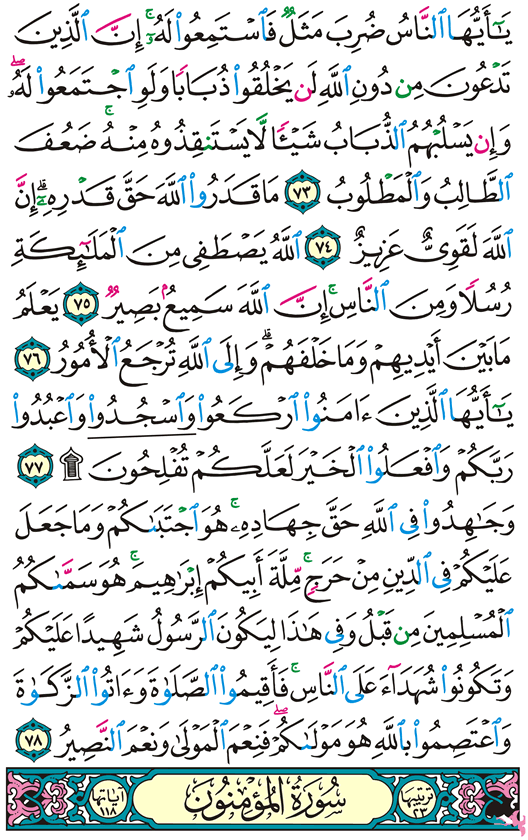 يَـٰٓأَيُّهَا ٱلنَّاسُ ضُرِبَ مَثَلٌ فَٱسْتَمِعُوا۟ لَهُۥٓ ۚ إِنَّ ٱلَّذِينَ
تَدْعُونَ مِن دُونِ ٱللَّهِ لَن يَخْلُقُوا۟ ذُبَابًا وَلَوِ ٱجْتَمَعُوا۟ لَهُۥ ۖ
وَإِن يَسْلُبْهُمُ ٱلذُّبَابُ شَيْـًٔا لَّا يَسْتَنقِذُوهُ مِنْهُ ۚ ضَعُفَ
ٱلطَّالِبُ وَٱلْمَطْلُوبُ ٧٣ مَا قَدَرُوا۟ ٱللَّهَ حَقَّ قَدْرِهِۦٓ ۗ إِنَّ
ٱللَّهَ لَقَوِىٌّ عَزِيزٌ ٧٤ ٱللَّهُ يَصْطَفِى مِنَ ٱلْمَلَـٰٓئِكَةِ
رُسُلًا وَمِنَ ٱلنَّاسِ ۚ إِنَّ ٱللَّهَ سَمِيعٌۢ بَصِيرٌ ٧٥ يَعْلَمُ
مَا بَيْنَ أَيْدِيهِمْ وَمَا خَلْفَهُمْ ۗ وَإِلَى ٱللَّهِ تُرْجَعُ ٱلْأُمُورُ ٧٦
يَـٰٓأَيُّهَا ٱلَّذِينَ ءَامَنُوا۟ ٱرْكَعُوا۟ وَٱسْجُدُوا۟ وَٱعْبُدُوا۟
رَبَّكُمْ وَٱفْعَلُوا۟ ٱلْخَيْرَ لَعَلَّكُمْ تُفْلِحُونَ ۩ ٧٧
وَجَـٰهِدُوا۟ فِى ٱللَّهِ حَقَّ جِهَادِهِۦ ۚ هُوَ ٱجْتَبَىٰكُمْ وَمَا جَعَلَ
عَلَيْكُمْ فِى ٱلدِّينِ مِنْ حَرَجٍ ۚ مِّلَّةَ أَبِيكُمْ إِبْرَٰهِيمَ ۚ هُوَ سَمَّىٰكُمُ
ٱلْمُسْلِمِينَ مِن قَبْلُ وَفِى هَـٰذَا لِيَكُونَ ٱلرَّسُولُ شَهِيدًا عَلَيْكُمْ
وَتَكُونُوا۟ شُهَدَآءَ عَلَى ٱلنَّاسِ ۚ فَأَقِيمُوا۟ ٱلصَّلَوٰةَ وَءَاتُوا۟ ٱلزَّكَوٰةَ
وَٱعْتَصِمُوا۟ بِٱللَّهِ هُوَ مَوْلَىٰكُمْ ۖ فَنِعْمَ ٱلْمَوْلَىٰ وَنِعْمَ ٱلنَّصِيرُ ٧٨
ترتيبها ٢٣ سُورَةُ المُؤْمِنُونَ آياتها ١١٨